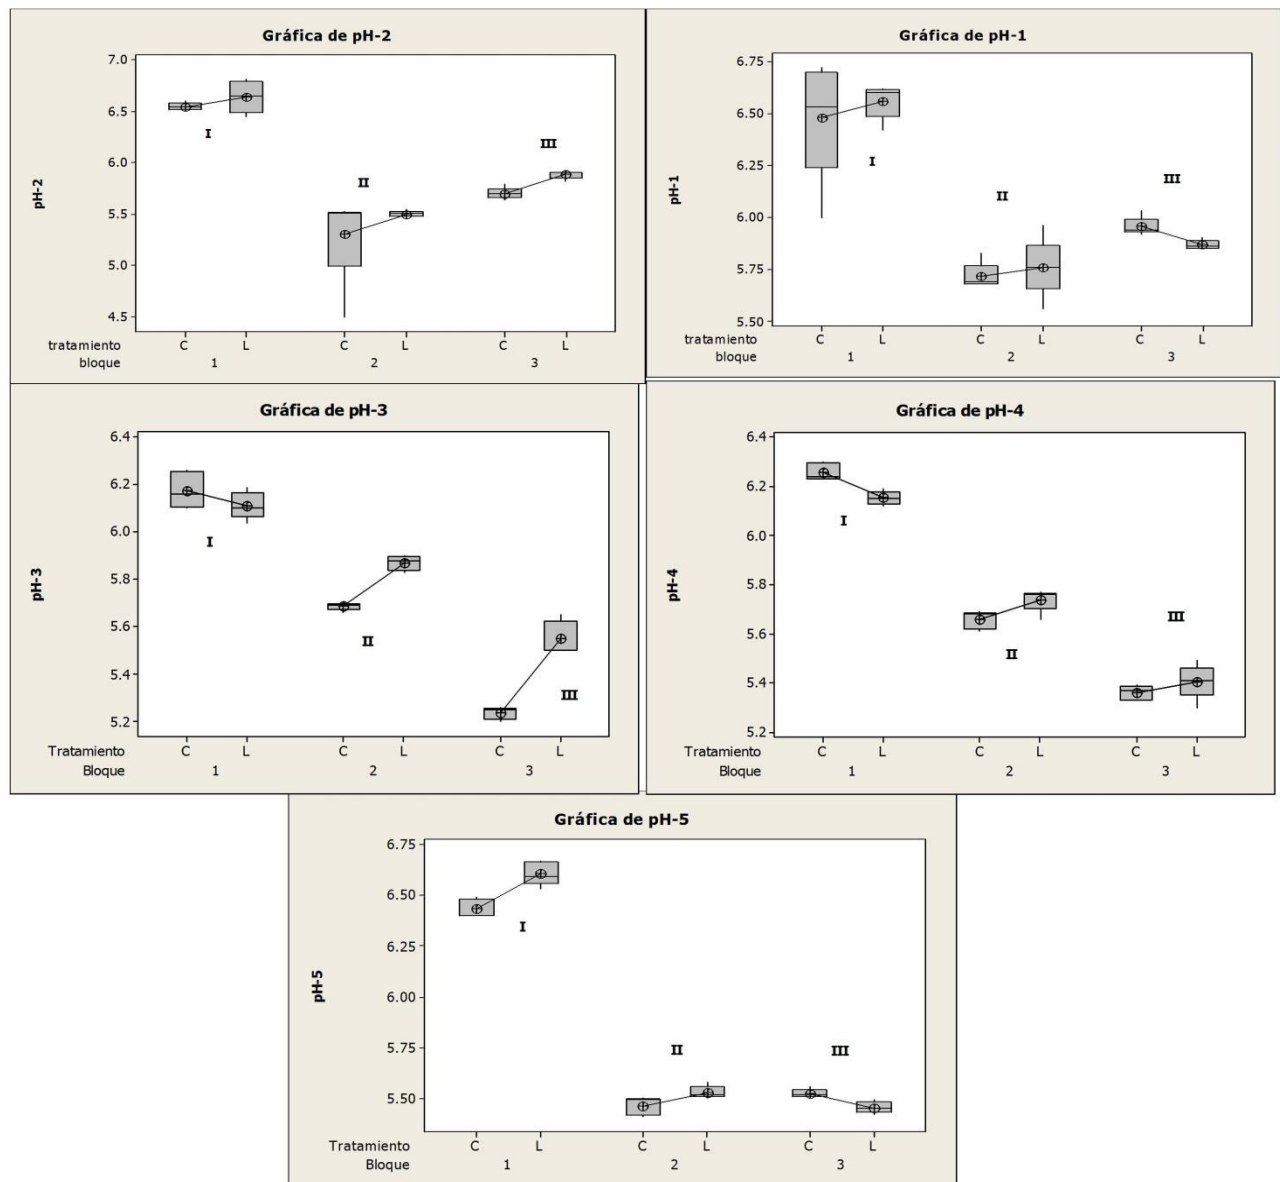 Gráfica de pH-2
7.0
6.5
6.0
5.5
5.0
4.5
pH-2
I
II
III
tratamiento C L C L C L
bloque 1 2 3
Gráfica de pH-1
6.75
6.50
6.25
6.00
5.75
5.50
pH-1
I
II
III
tratamiento C L C L C L
bloque 1 2 3
Gráfica de pH-3
6.4
6.2
6.0
5.8
5.6
5.4
5.2
pH-3
I
II
III
Tratamiento C L C L C L
Bloque 1 2 3
Gráfica de pH-4
6.4
6.2
6.0
5.8
5.6
5.4
5.2
pH-4
I
II
III
Tratamiento C L C L C L
Bloque 1 2 3
Gráfica de pH-5
6.75
6.50
6.25
6.00
5.75
5.50
pH-5
I
II
III
Tratamiento C L C L C L
Bloque 1 2 3